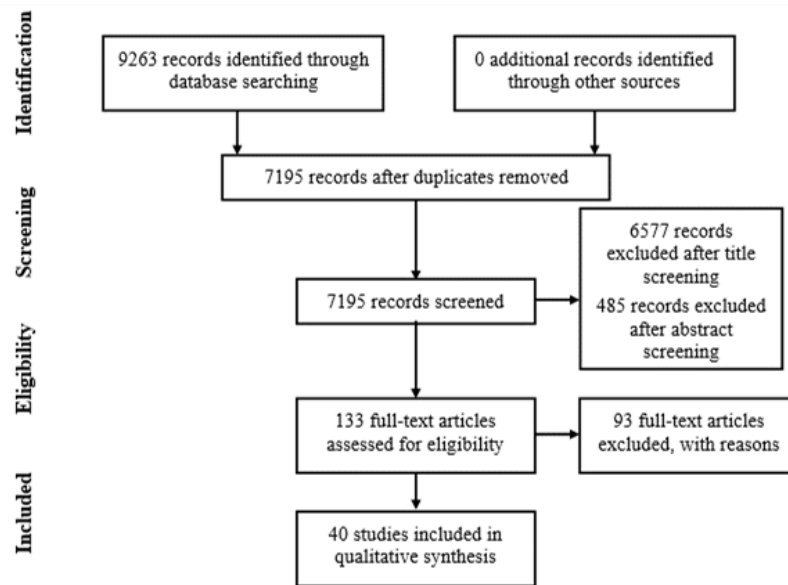 Identification
9263 records identified through
database searching
0 additional records identified
through other sources
7195 records after duplicates removed
Screening
6577 records
excluded after title
screening
485 records excluded
after abstract
screening
7195 records screened
Eligibility
133 full-text articles
assessed for eligibility
93 full-text articles
excluded, with reasons
Included
40 studies included in
qualitative synthesis